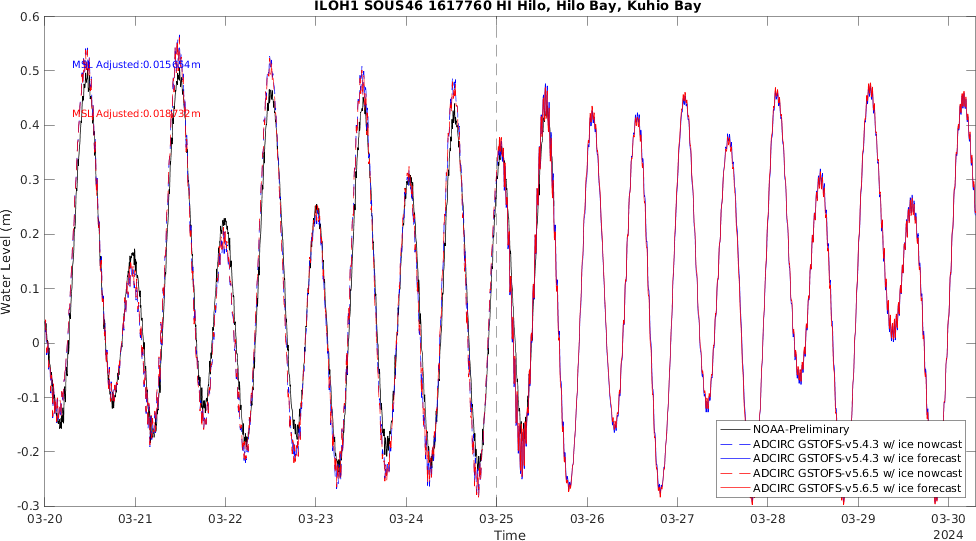 ILOH1 SOUS46 1617760 HI Hilo, Hilo Bay, Kuhio Bay
0.6
0.5
0.4
0.3
0.2
0.1
0
-0.1
-0.2
-0.3
Water Level (m)
MSL Adjusted:0.015654m
MSL Adjusted:0.018732m
NOAA-Preliminary
ADCIRC GSTOFS-v5.4.3 w/ ice nowcast
ADCIRC GSTOFS-v5.4.3 w/ ice forecast
ADCIRC GSTOFS-v5.6.5 w/ ice nowcast
ADCIRC GSTOFS-v5.6.5 w/ ice forecast
03-20 03-21 03-22 03-23 03-24 03-25 03-26 03-27 03-28 03-29 03-30
Time 2024